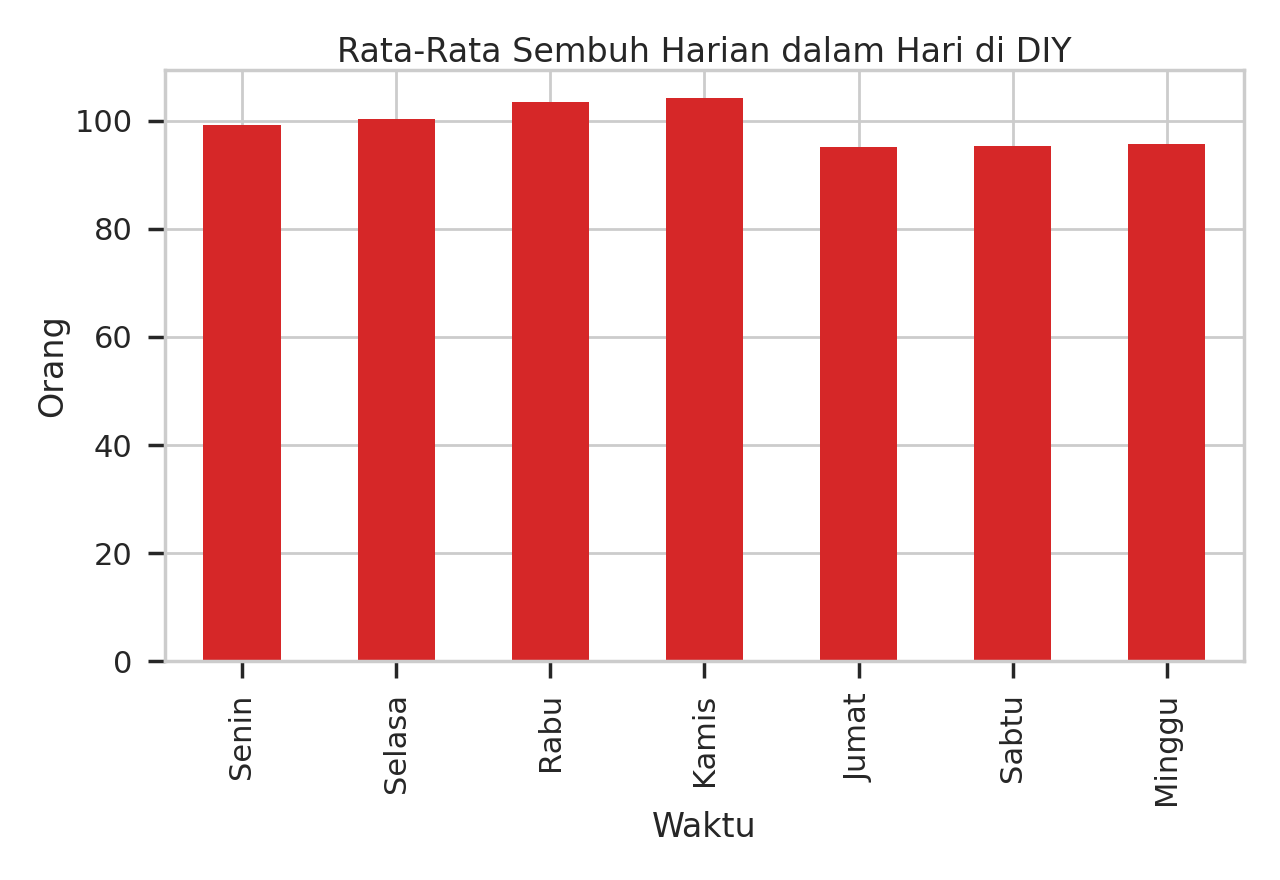 Rata-Rata Sembuh Harian dalam Hari di DIY
Orang
100
80
60
40
20
0
Senin
Selasa
Rabu
Kamis
Jumat
Sabtu
Minggu
Waktu